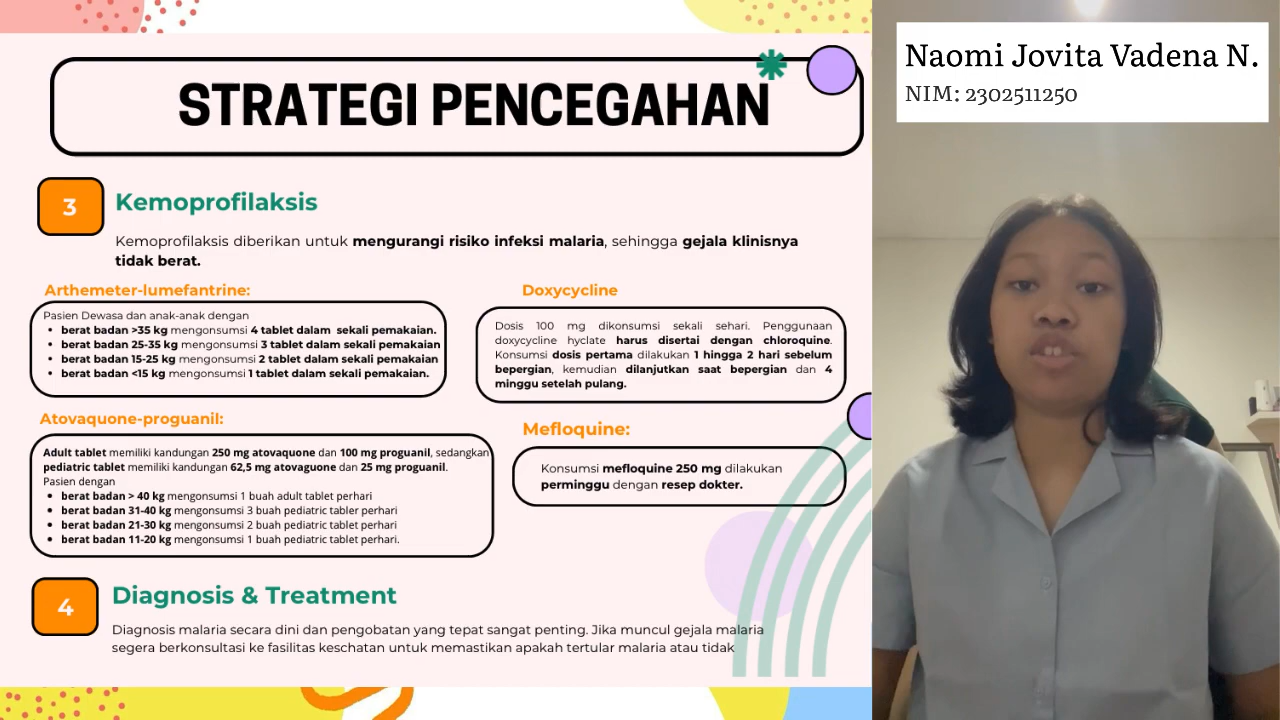 STRATEGI PENCEGAHAN
3
Kemoprofilaksis
Kemoprofilaksis diberikan untuk mengurangi risiko infeksi malaria, sehingga gejala klinisnya
tidak berat.
Arthemeter-lumefantrine:
Pasien Dewasa dan anak-anak dengan
• berat badan >35 kg mengonsumsi 4 tablet dalam sekali pemakaian.
• berat badan 25-35 kg mengonsumsi 3 tablet dalam sekali pemakaian
• berat badan 15-25 kg mengonsumsi 2 tablet dalam sekali pemakaian
• berat badan <15 kg mengonsumsi 1 tablet dalam sekali pemakaian.
Doxycycline
Dosis 100 mg dikonsumsi sekali sehari. Penggunaan
doxycycline hyclate harus disertai dengan chloroquine.
Konsumsi dosis pertama dilakukan 1 hingga 2 hari sebelum
bepergian, kemudian dilanjutkan saat bepergian dan 4
minggu setelah pulang.
Atovaquone-proguanil:
Adult tablet memiliki kandungan 250 mg atovaquone dan 100 mg proguanil, sedangkan
pediatric tablet memiliki kandungan 62,5 mg atovaguone dan 25 mg proguanil.
Pasien dengan
• berat badan > 40 kg mengonsumsi 1 buah adult tablet perhari
• berat badan 31-40 kg mengonsumsi 3 buah pediatric tablet perhari
• berat badan 21-30 kg mengonsumsi 2 buah pediatric tablet perhari
• berat badan 11-20 kg mengonsumsi 1 buah pediatric tablet perhari.
Mefloquine:
Konsumsi mefloquine 250 mg dilakukan
perminggu dengan resep dokter.
4
Diagnosis & Treatment
Diagnosis malaria secara dini dan pengobatan yang tepat sangat penting. Jika muncul gejala malaria
segera berkonsultasi ke fasilitas keschatan untuk memastikan apakah tertular malaria atau tidak
Naomi Jovita Vadena N.
NIM: 2302511250